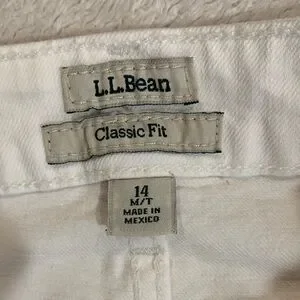 L.L.Bean
Classic Fit
14
M/T
MADE IN
MEXICO